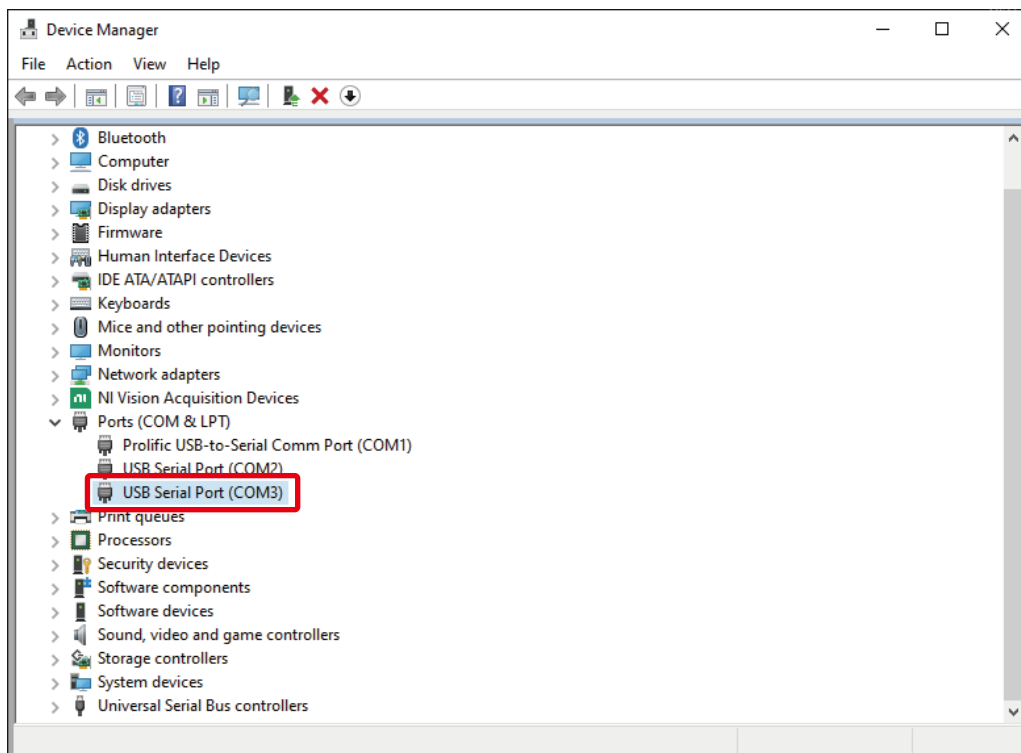 Device Manager
File Action View Help
Bluetooth
Computer
Disk drives
Display adapters
Firmware
Human Interface Devices
IDE ATA/ATAPI controllers
Keyboards
Mice and other pointing devices
Monitors
Network adapters
NI Vision Acquisition Devices
Ports (COM & LPT)
Prolific USB-to-Serial Comm Port (COM1)
USB Serial Port (COM2)
USB Serial Port (COM3)
Print queues
Processors
Security devices
Software components
Software devices
Sound, video and game controllers
Storage controllers
System devices
Universal Serial Bus controllers